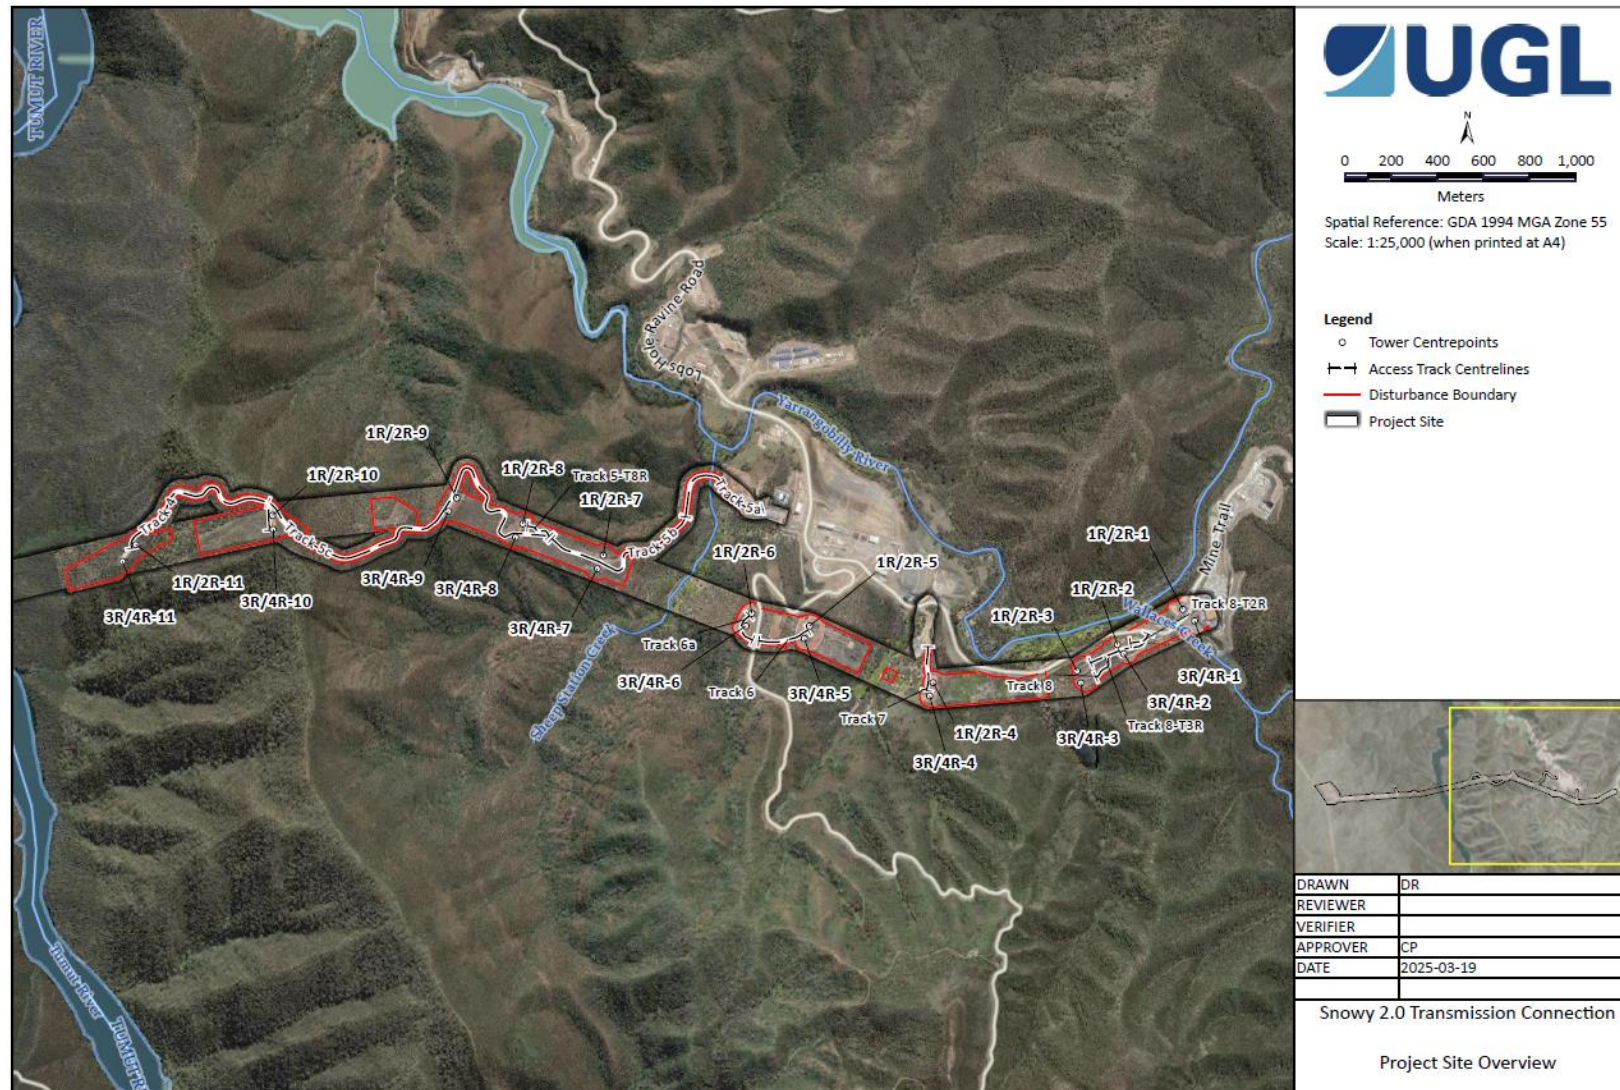 TUMUT RIVER
Lobs Hole Ravine Road
Yarrangobilly River
1R/2R-9
1R/2R-10
1R/2R-8
Track 5-T8R
1R/2R-7
Track 4
Track 5c
Track 5b
Track 5a
1R/2R-6
1R/2R-5
1R/2R-1
Mine Trail
1R/2R-2
1R/2R-3
Wallaces Creek
Track 8-T2R
1R/2R-11
3R/4R-11
3R/4R-10
3R/4R-9
3R/4R-8
3R/4R-7
Sheep Station Creek
Track 6a
3R/4R-6
Track 6
3R/4R-5
Track 7
1R/2R-4
3R/4R-4
Track 8
3R/4R-3
Track 8-T3R
3R/4R-2
3R/4R-1
Tumut River
UGL
N
0 200 400 600 800 1,000
Meters
Spatial Reference: GDA 1994 MGA Zone 55
Scale: 1:25,000 (when printed at A4)
Legend
Tower Centrepoints
Access Track Centrelines
Disturbance Boundary
Project Site
DRAWN DR
REVIEWER
VERIFIER
APPROVER CP
DATE 2025-03-19
Snowy 2.0 Transmission Connection
Project Site Overview